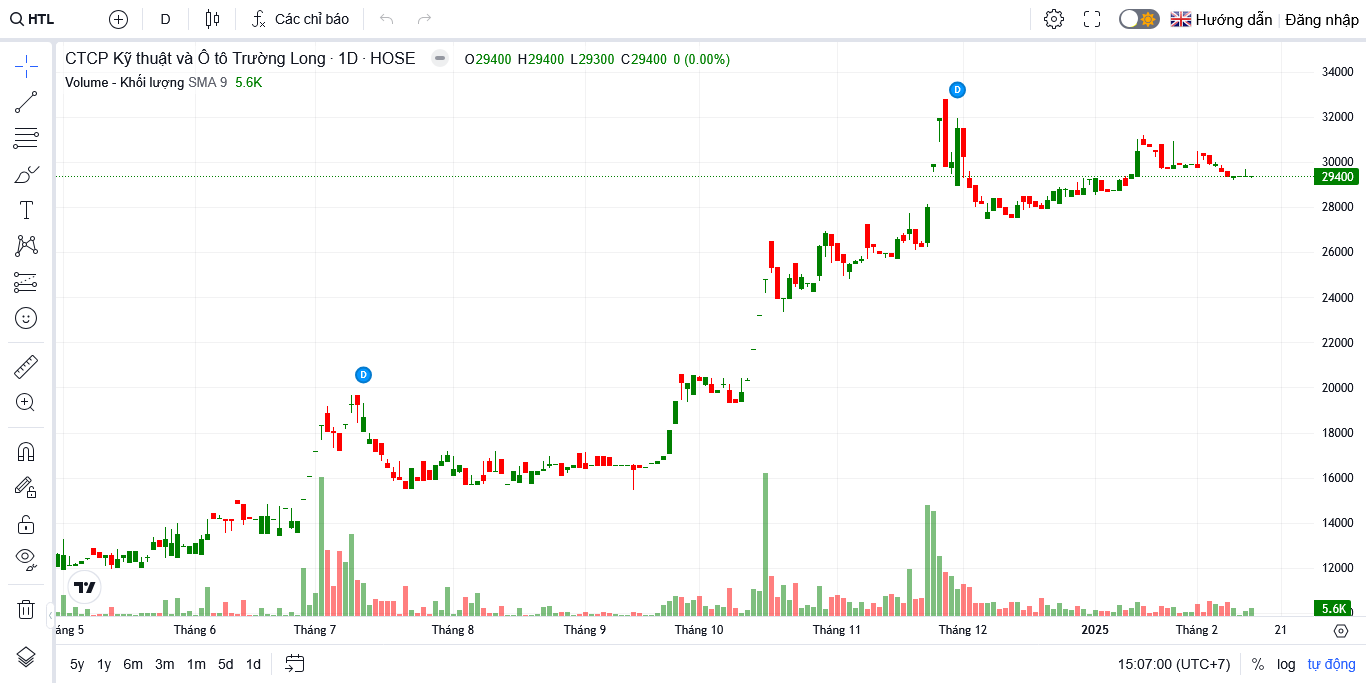 HTL D Các chỉ báo Hướng dẫn Đăng nhập
CTCP Kỹ thuật và Ô tô Trường Long · 1D · HOSE O29400 H29400 L29300 C29400 0 (0.00%)
Volume - Khối lượng SMA 9 5.6K
D
D
34000
32000
30000
29400
28000
26000
24000
22000
20000
18000
16000
14000
12000
5.6K
áng 5 Tháng 6 Tháng 7 Tháng 8 Tháng 9 Tháng 10 Tháng 11 Tháng 12 2025 Tháng 2 21
5y 1y 6m 3m 1m 5d 1d 15:07:00 (UTC+7) % log tự động